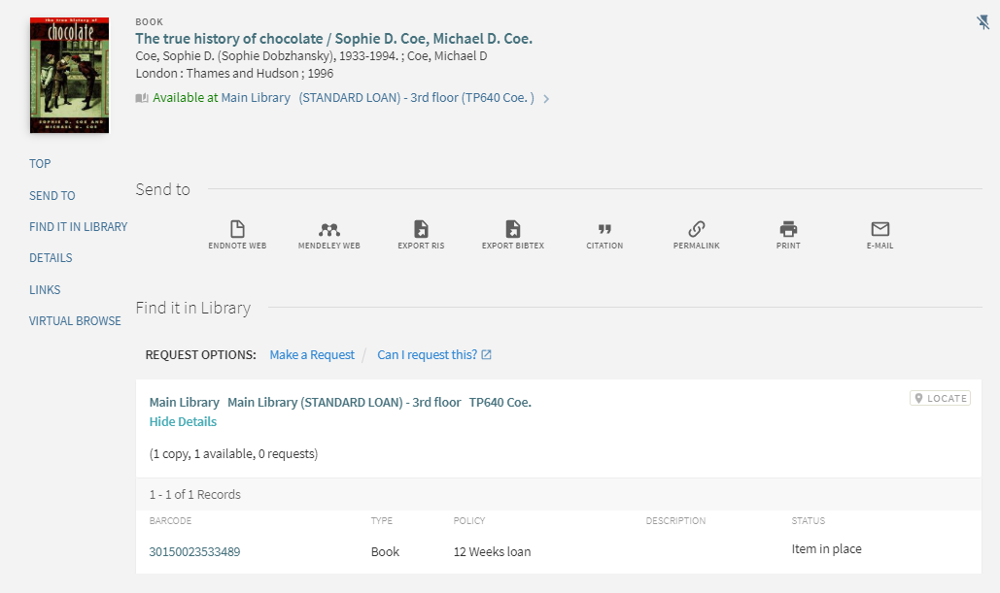 the true history of
chocolate
SOPHIE D. COE AND
MICHAEL D. COE
BOOK
The true history of chocolate / Sophie D. Coe, Michael D. Coe.
Coe, Sophie D. (Sophie Dobzhansky), 1933-1994. ; Coe, Michael D
London : Thames and Hudson ; 1996
Available at Main Library (STANDARD LOAN) - 3rd floor (TP640 Coe. )
TOP
SEND TO
FIND IT IN LIBRARY
DETAILS
LINKS
VIRTUAL BROWSE
Send to
ENDNOTE WEB MENDELEY WEB EXPORT RIS EXPORT BIBTEX CITATION PERMALINK PRINT E-MAIL
Find it in Library
REQUEST OPTIONS: Make a Request / Can I request this?
Main Library Main Library (STANDARD LOAN) - 3rd floor TP640 Coe.
LOCATE
Hide Details
(1 copy, 1 available, 0 requests)
1 - 1 of 1 Records
BARCODE TYPE POLICY DESCRIPTION STATUS
30150023533489 Book 12 Weeks loan Item in place